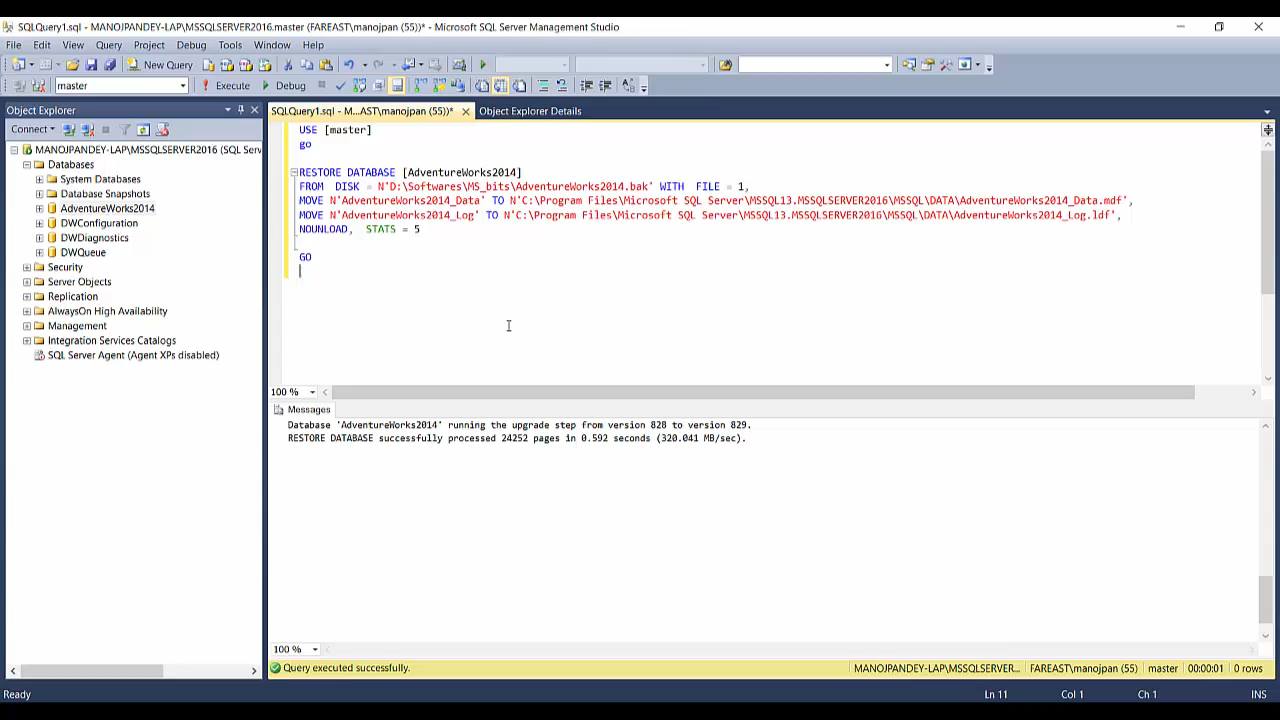 SQLQuery1.sql - MANOJPANDEY-LAP\MSSQLSERVER2016.master (FAREAST\manojpan (55))* - Microsoft SQL Server Management Studio
File Edit View Query Project Debug Tools Window Help
New Query
master Execute Debug
Object Explorer
SQLQuery1.sql - M...AST\manojpan (55))* Object Explorer Details
Connect
MANOJPANDEY-LAP\MSSQLSERVER2016 (SQL Serv
Databases
System Databases
Database Snapshots
AdventureWorks2014
DWConfiguration
DWDiagnostics
DWQueue
Security
Server Objects
Replication
AlwaysOn High Availability
Management
Integration Services Catalogs
SQL Server Agent (Agent XPs disabled)
USE [master]
go
RESTORE DATABASE [AdventureWorks2014]
FROM DISK = N'D:\Softwares\MS_bits\AdventureWorks2014.bak' WITH FILE = 1,
MOVE N'AdventureWorks2014_Data' TO N'C:\Program Files\Microsoft SQL Server\MSSQL13.MSSQLSERVER2016\MSSQL\DATA\AdventureWorks2014_Data.mdf',
MOVE N'AdventureWorks2014_Log' TO N'C:\Program Files\Microsoft SQL Server\MSSQL13.MSSQLSERVER2016\MSSQL\DATA\AdventureWorks2014_Log.ldf',
NOUNLOAD, STATS = 5
GO
100 %
Messages
Database 'AdventureWorks2014' running the upgrade step from version 828 to version 829.
RESTORE DATABASE successfully processed 24252 pages in 0.592 seconds (320.041 MB/sec).
100 %
Query executed successfully. MANOJPANDEY-LAP\MSSQLSERVER... FAREAST\manojpan (55) master 00:00:01 0 rows
Ready Ln 11 Col 1 Ch 1 INS